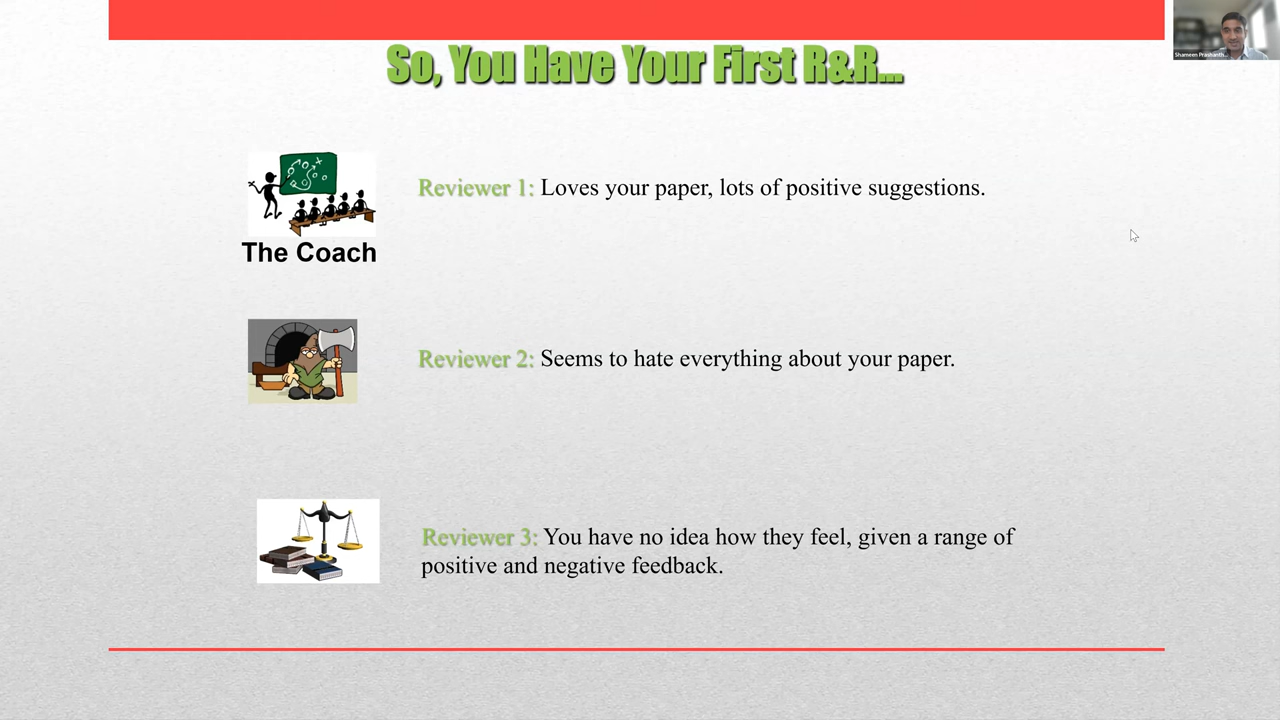 So, You Have Your First R&R...
Shameen Prashanth...
Reviewer 1: Loves your paper, lots of positive suggestions.
The Coach
Reviewer 2: Seems to hate everything about your paper.
Reviewer 3: You have no idea how they feel, given a range of
positive and negative feedback.